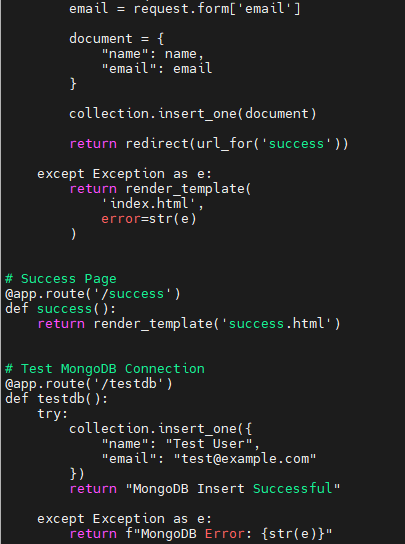 email = request.form['email']

        document = {
            "name": name,
            "email": email
        }

        collection.insert_one(document)

        return redirect(url_for('success'))

    except Exception as e:
        return render_template(
            'index.html',
            error=str(e)
        )


# Success Page
@app.route('/success')
def success():
    return render_template('success.html')


# Test MongoDB Connection
@app.route('/testdb')
def testdb():
    try:
        collection.insert_one({
            "name": "Test User",
            "email": "test@example.com"
        })
        return "MongoDB Insert Successful"

    except Exception as e:
        return f"MongoDB Error: {str(e)}"